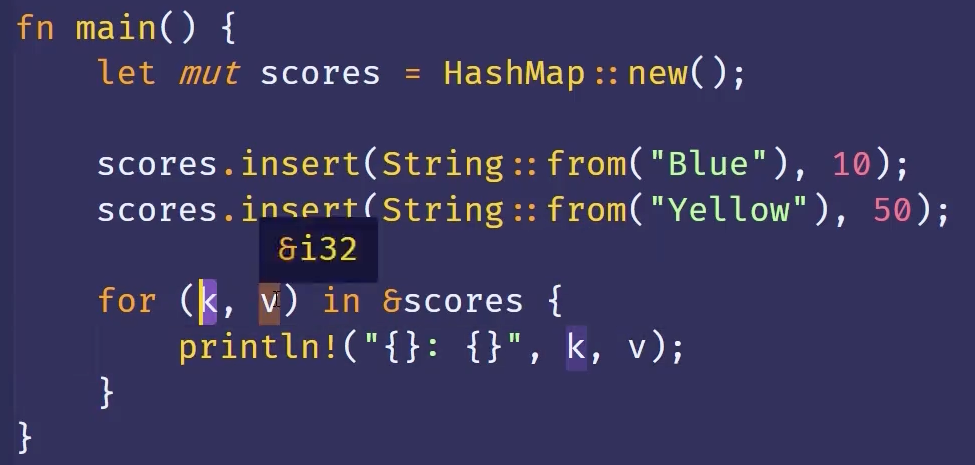 fn main() {
    let mut scores = HashMap::new();
    scores.insert(String::from("Blue"), 10);
    scores.insert(String::from("Yellow"), 50);
&i32
    for (k, v) in &scores {
        println!("{}: {}", k, v);
    }
}